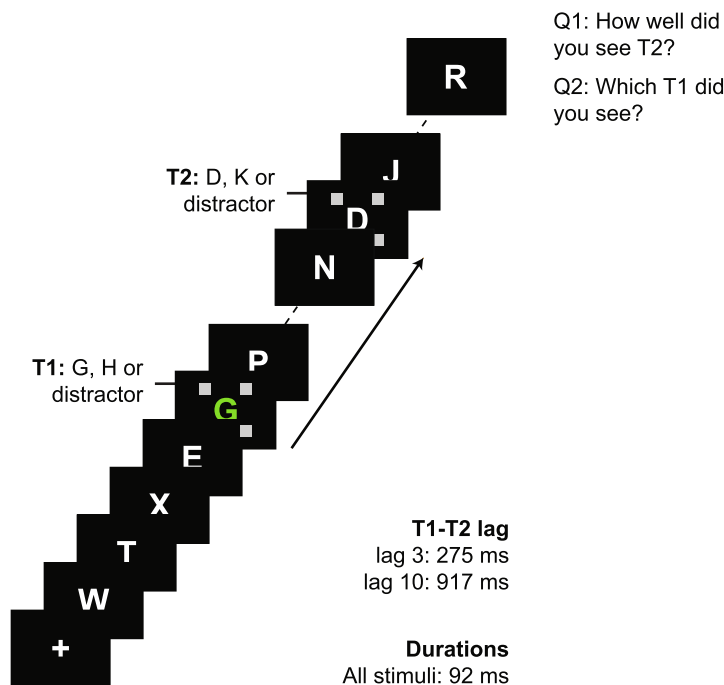 Q1: How well did
you see T2?
Q2: Which T1 did
you see?
R
J
T2: D, K or
distractor
D
N
P
T1: G, H or
distractor
G
E
X
T
W
+
T1-T2 lag
lag 3: 275 ms
lag 10: 917 ms
Durations
All stimuli: 92 ms